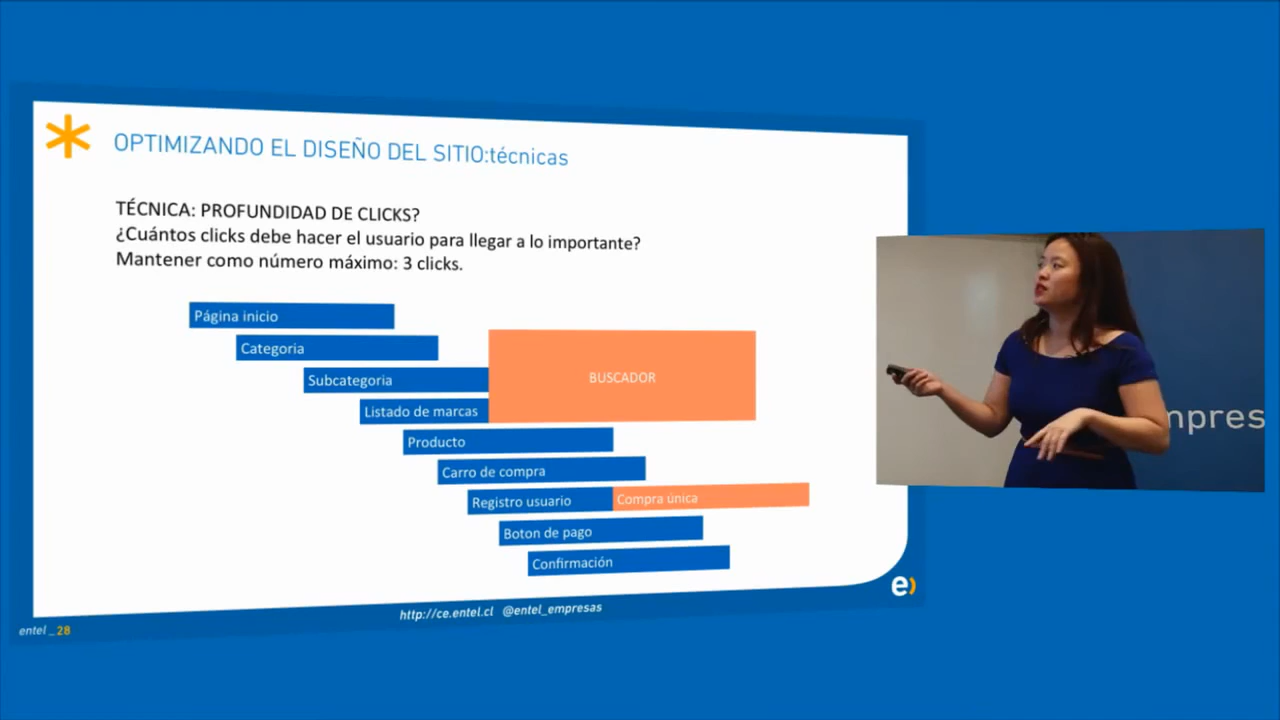 OPTIMIZANDO EL DISEÑO DEL SITIO:técnicas
TÉCNICA: PROFUNDIDAD DE CLICKS?
¿Cuántos clicks debe hacer el usuario para llegar a lo importante?
Mantener como número máximo: 3 clicks.
Página inicio
Categoria
Subcategoria
BUSCADOR
Listado de marcas
Producto
Carro de compra
Registro usuario
Compra única
Boton de pago
Confirmación
mpres
e)
http://ce.entel.cl @entel_empresas
entel _28